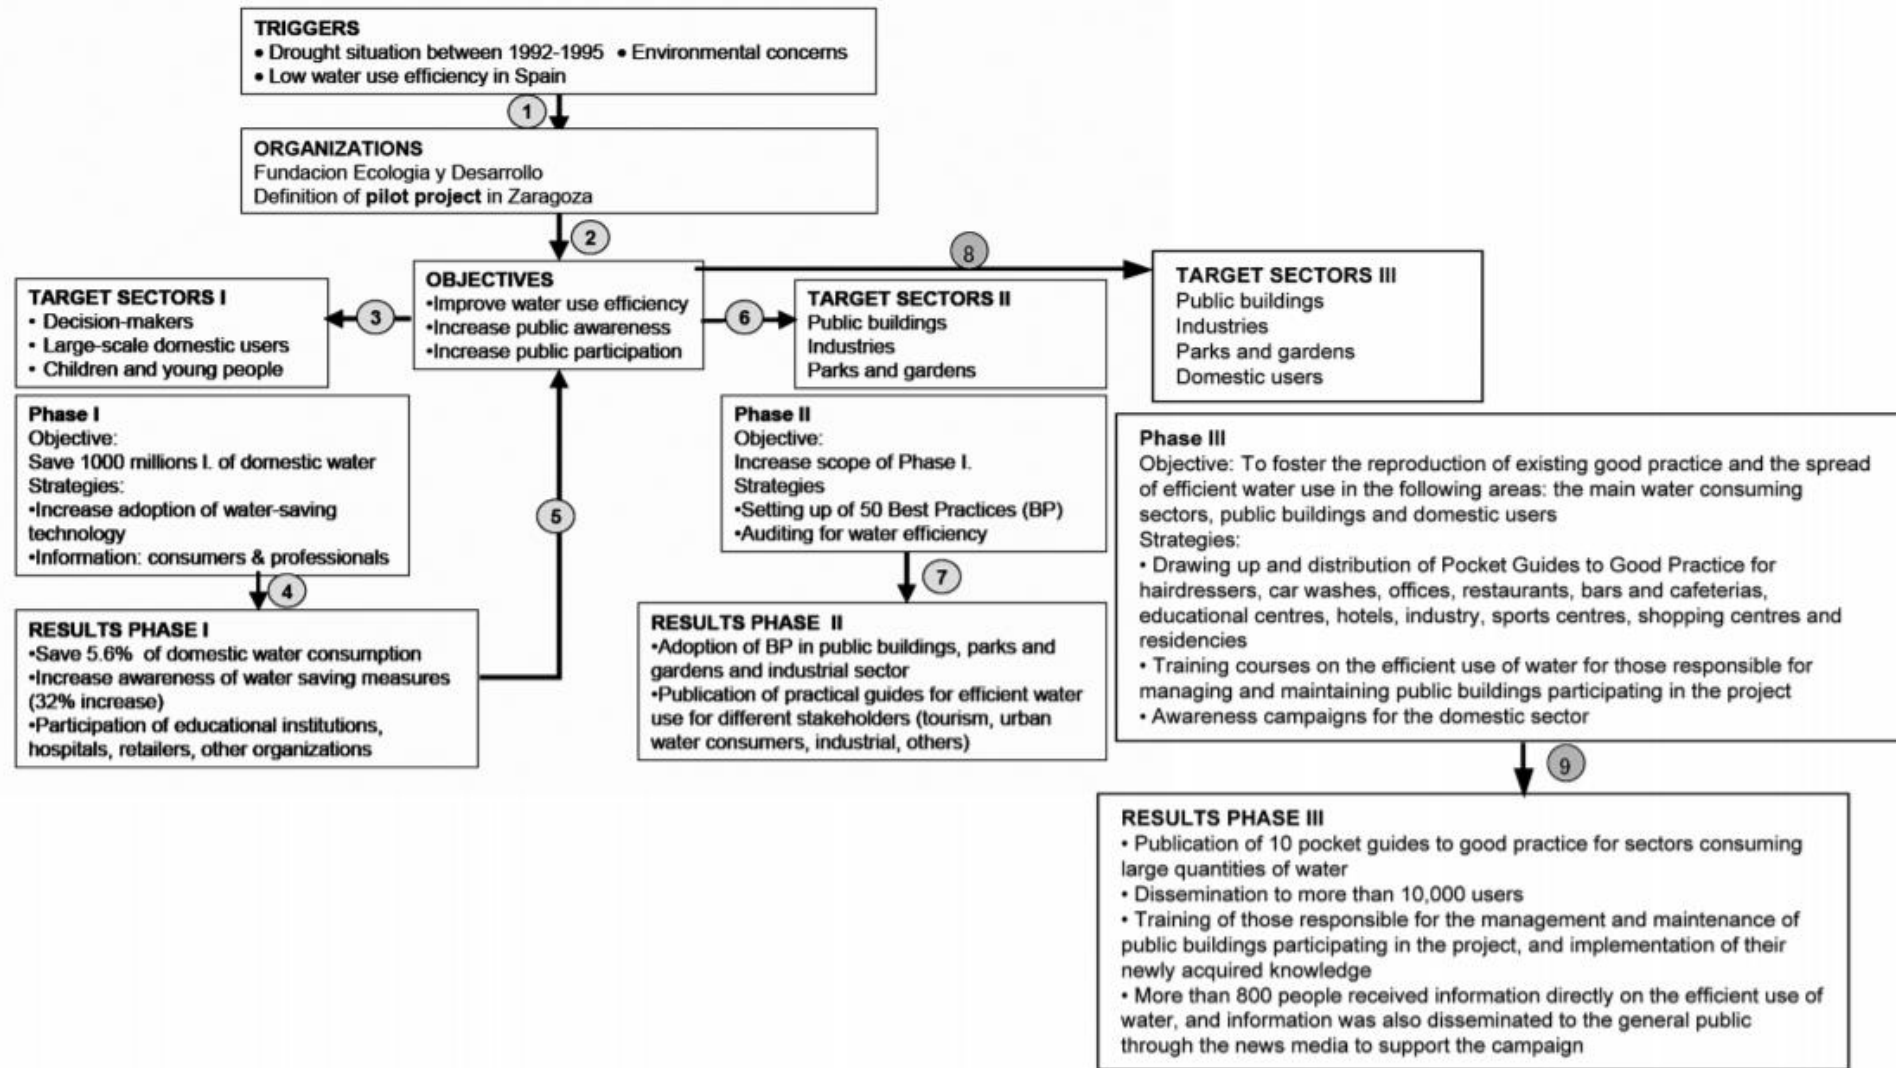 TRIGGERS
• Drought situation between 1992-1995 • Environmental concerns
• Low water use efficiency in Spain
1
ORGANIZATIONS
Fundacion Ecologia y Desarrollo
Definition of pilot project in Zaragoza
2
OBJECTIVES
•Improve water use efficiency
•Increase public awareness
•Increase public participation
3
TARGET SECTORS I
• Decision-makers
• Large-scale domestic users
• Children and young people
Phase I
Objective:
Save 1000 millions l. of domestic water
Strategies:
•Increase adoption of water-saving
technology
•Information: consumers & professionals
4
RESULTS PHASE I
•Save 5.6% of domestic water consumption
•Increase awareness of water saving measures
(32% increase)
•Participation of educational institutions,
hospitals, retailers, other organizations
5
6
TARGET SECTORS II
Public buildings
Industries
Parks and gardens
Phase II
Objective:
Increase scope of Phase I.
Strategies
•Setting up of 50 Best Practices (BP)
•Auditing for water efficiency
7
RESULTS PHASE II
•Adoption of BP in public buildings, parks and
gardens and industrial sector
•Publication of practical guides for efficient water
use for different stakeholders (tourism, urban
water consumers, industrial, others)
8
TARGET SECTORS III
Public buildings
Industries
Parks and gardens
Domestic users
Phase III
Objective: To foster the reproduction of existing good practice and the spread
of efficient water use in the following areas: the main water consuming
sectors, public buildings and domestic users
Strategies:
• Drawing up and distribution of Pocket Guides to Good Practice for
hairdressers, car washes, offices, restaurants, bars and cafeterias,
educational centres, hotels, industry, sports centres, shopping centres and
residencies
• Training courses on the efficient use of water for those responsible for
managing and maintaining public buildings participating in the project
• Awareness campaigns for the domestic sector
9
RESULTS PHASE III
• Publication of 10 pocket guides to good practice for sectors consuming
large quantities of water
• Dissemination to more than 10,000 users
• Training of those responsible for the management and maintenance of
public buildings participating in the project, and implementation of their
newly acquired knowledge
• More than 800 people received information directly on the efficient use of
water, and information was also disseminated to the general public
through the news media to support the campaign